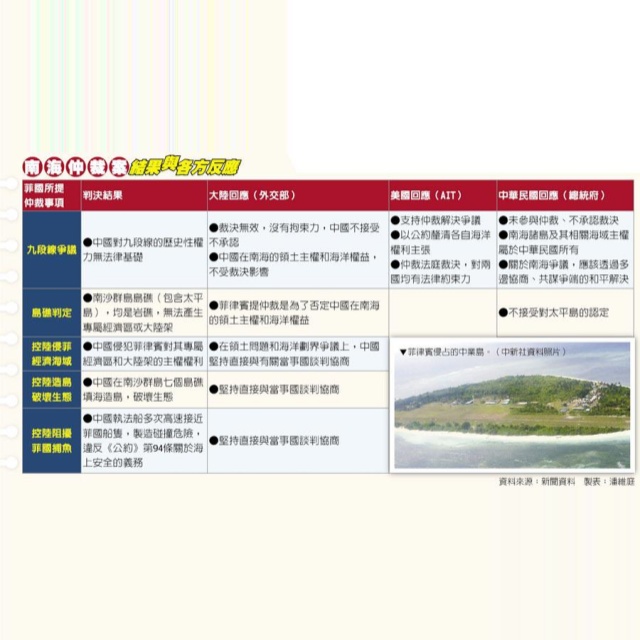 南海仲裁案結果與各方反應
菲國所提
仲裁事項
判決結果
大陸回應（外交部）
美國回應（AIT）
中華民國回應（總統府）
九段線爭議
●中國對九段線的歷史性權
力無法律基礎
●裁決無效，沒有拘束力，中國不接受
不承認
●中國在南海的領土主權和海洋權益，
不受裁決影響
●支持仲裁解決爭議
●以公約釐清各自海洋
權利主張
●仲裁法庭裁決，對兩
國均有法律約束力
●未參與仲裁、不承認裁決
●南海諸島及其相關海域主權
屬於中華民國所有
●關於南海爭議，應該透過多
邊協商、共謀爭端的和平解決
島礁判定
●南沙群島島礁（包含太平
島），均是岩礁，無法產生
專屬經濟區或大陸架
●菲律賓提仲裁是為了否定中國在南海
的領土主權和海洋權益
●不接受對太平島的認定
控陸侵菲
經濟海域
●中國侵犯菲律賓對其專屬
經濟區和大陸架的主權權利
●在領土問題和海洋劃界爭議上，中國
堅持直接與有關當事國談判協商
控陸造島
破壞生態
●中國在南沙群島七個島礁
填海造島，破壞生態
●堅持直接與當事國談判協商
控陸阻擾
菲國捕魚
●中國執法船多次高速接近
菲國船隻，製造碰撞危險，
違反《公約》第94條關於海
上安全的義務
●堅持直接與當事國談判協商
▼菲律賓侵占的中業島。（中新社資料照片）
資料來源：新聞資料　製表：潘維庭